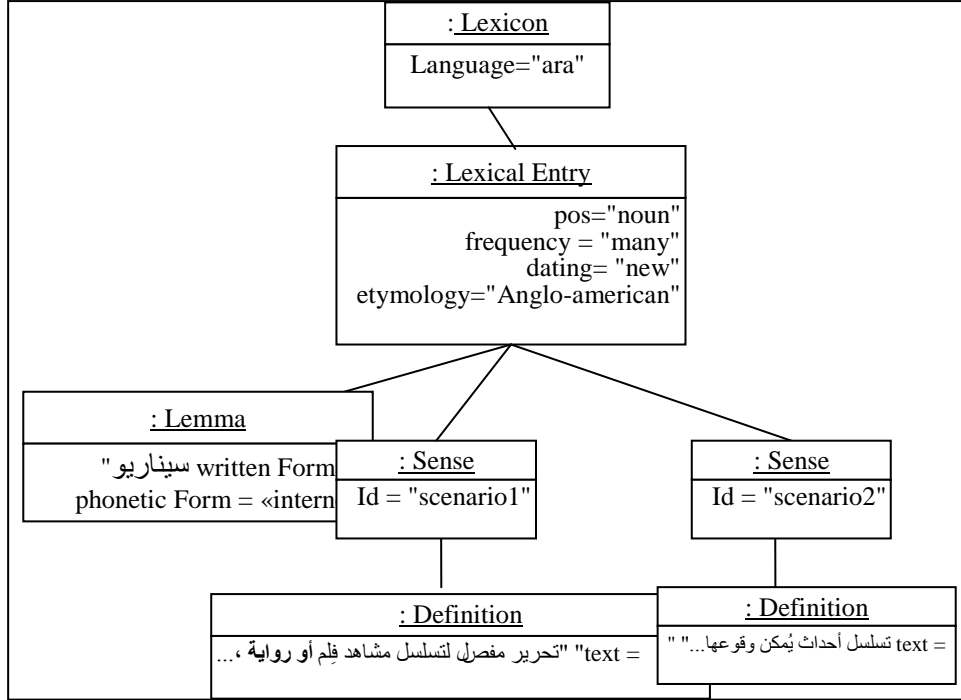 : Lexicon
Language="ara"
: Lexical Entry
pos="noun"
frequency = "many"
dating= "new"
etymology="Anglo-american"
: Lemma
written Form سيناريو"
phonetic Form = «intern
: Sense
Id = "scenario1"
: Sense
Id = "scenario2"
: Definition
text" "تحرير مفصل لتسلسل مشاهد فِلم أو رواية ،... =
: Definition
text تسلسل أحداث يُمكن وقوعها..." " =